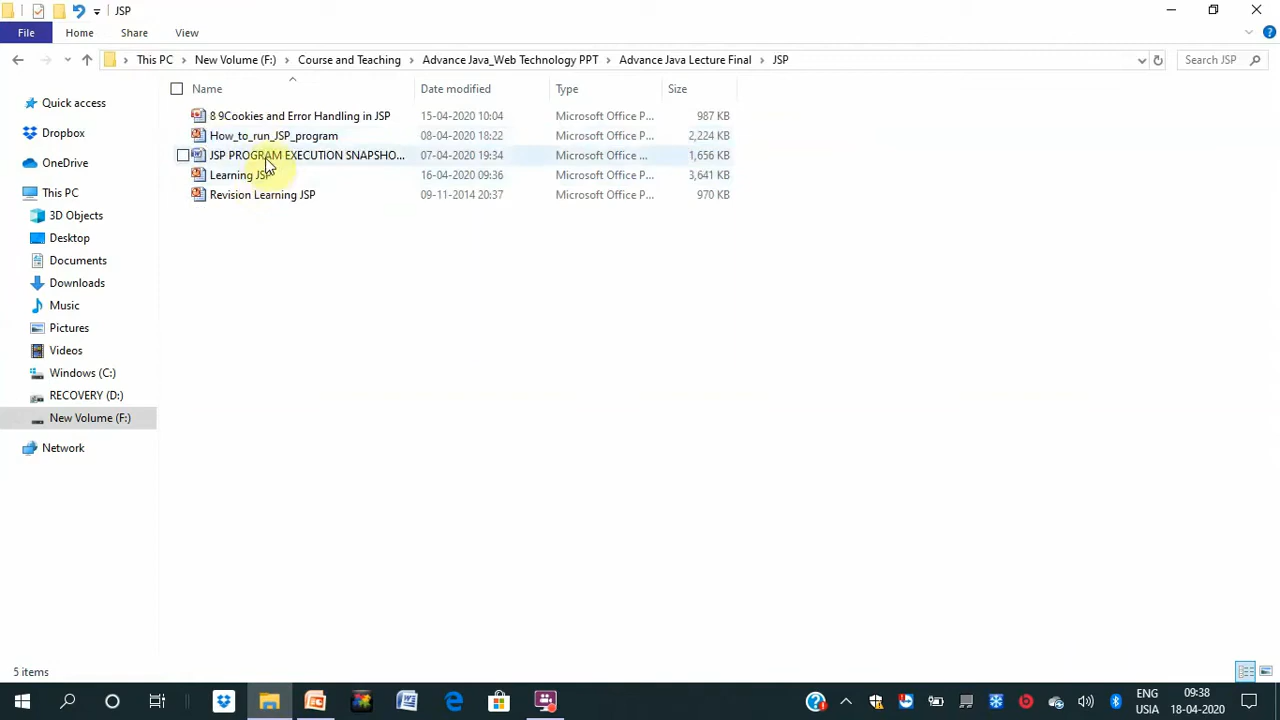 JSP
File Home Share View
This PC New Volume (F:) Course and Teaching Advance Java_Web Technology PPT Advance Java Lecture Final JSP Search JSP
Name Date modified Type Size
8 9Cookies and Error Handling in JSP 15-04-2020 10:04 Microsoft Office P... 987 KB
How_to_run_JSP_program 08-04-2020 18:22 Microsoft Office P... 2,224 KB
JSP PROGRAM EXECUTION SNAPSHO... 07-04-2020 19:34 Microsoft Office ... 1,656 KB
Learning JSP 16-04-2020 09:36 Microsoft Office P... 3,641 KB
Revision Learning JSP 09-11-2014 20:37 Microsoft Office P... 970 KB
Quick access
Dropbox
OneDrive
This PC
3D Objects
Desktop
Documents
Downloads
Music
Pictures
Videos
Windows (C:)
RECOVERY (D:)
New Volume (F:)
Network
5 items
ENG 09:38
USIA 18-04-2020